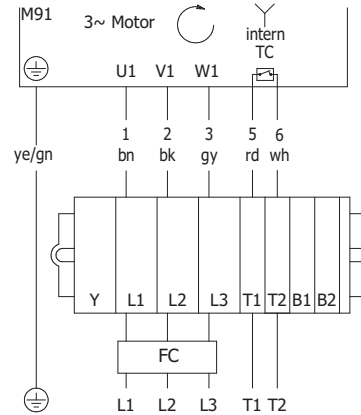 M91
3~ Motor
intern
TC
U1 V1 W1
1 2 3 5 6
ye/gn bn bk gy rd wh
Y L1 L2 L3 T1 T2 B1 B2
FC
L1 L2 L3 T1 T2